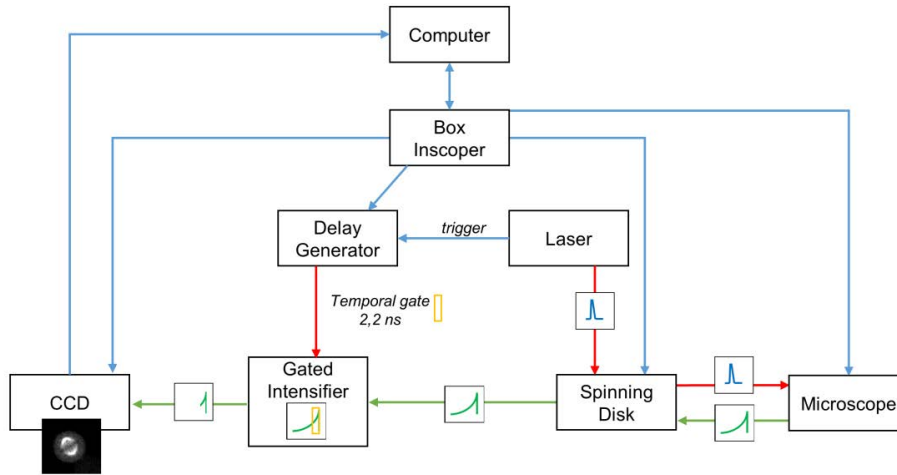 Computer
Box
Inscoper
Delay
Generator
trigger
Laser
Temporal gate
2,2 ns
Gated
Intensifier
CCD
Spinning
Disk
Microscope